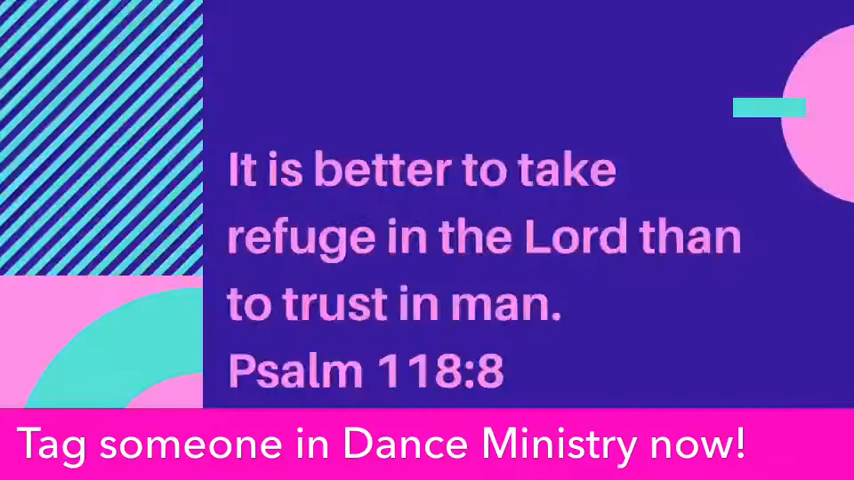 It is better to take
refuge in the Lord than
to trust in man.
Psalm 118:8
Tag someone in Dance Ministry now!